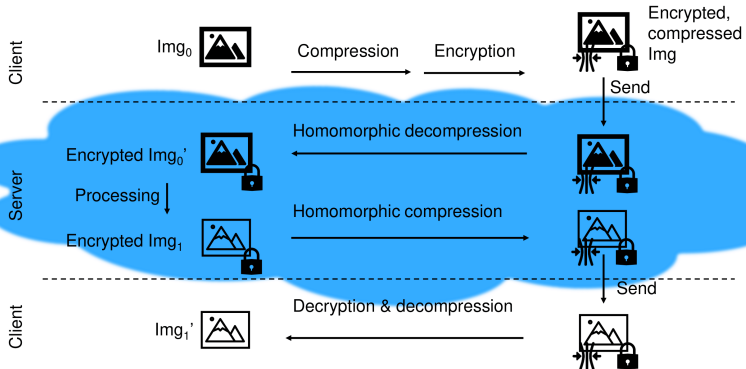 Client
Img₀
Compression
Encryption
Encrypted,
compressed
Img
Send
Server
Homomorphic decompression
Encrypted Img₀’
Processing
Homomorphic compression
Encrypted Img₁
Send
Client
Decryption & decompression
Img₁’